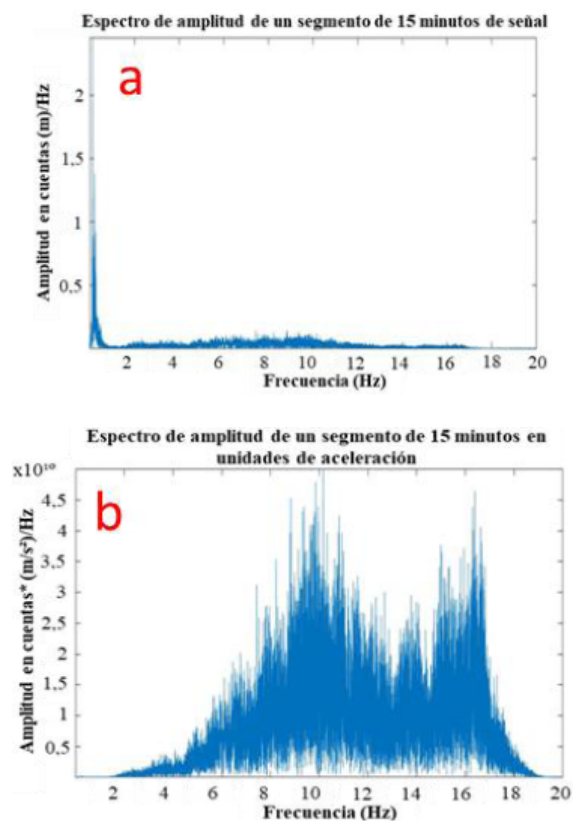 Espectro de amplitud de un segmento de 15 minutos de señal
a
Amplitud en cuentas (m)/Hz
2
1,5
1
0,5
2 4 6 8 10 12 14 16 18 20
Frecuencia (Hz)
Espectro de amplitud de un segmento de 15 minutos en
unidades de aceleración
x10¹⁰
b
Amplitud en cuentas* (m/s²)/Hz
4,5
4
3,5
3
2,5
2
1,5
1
0,5
2 4 6 8 10 12 14 16 18 20
Frecuencia (Hz)